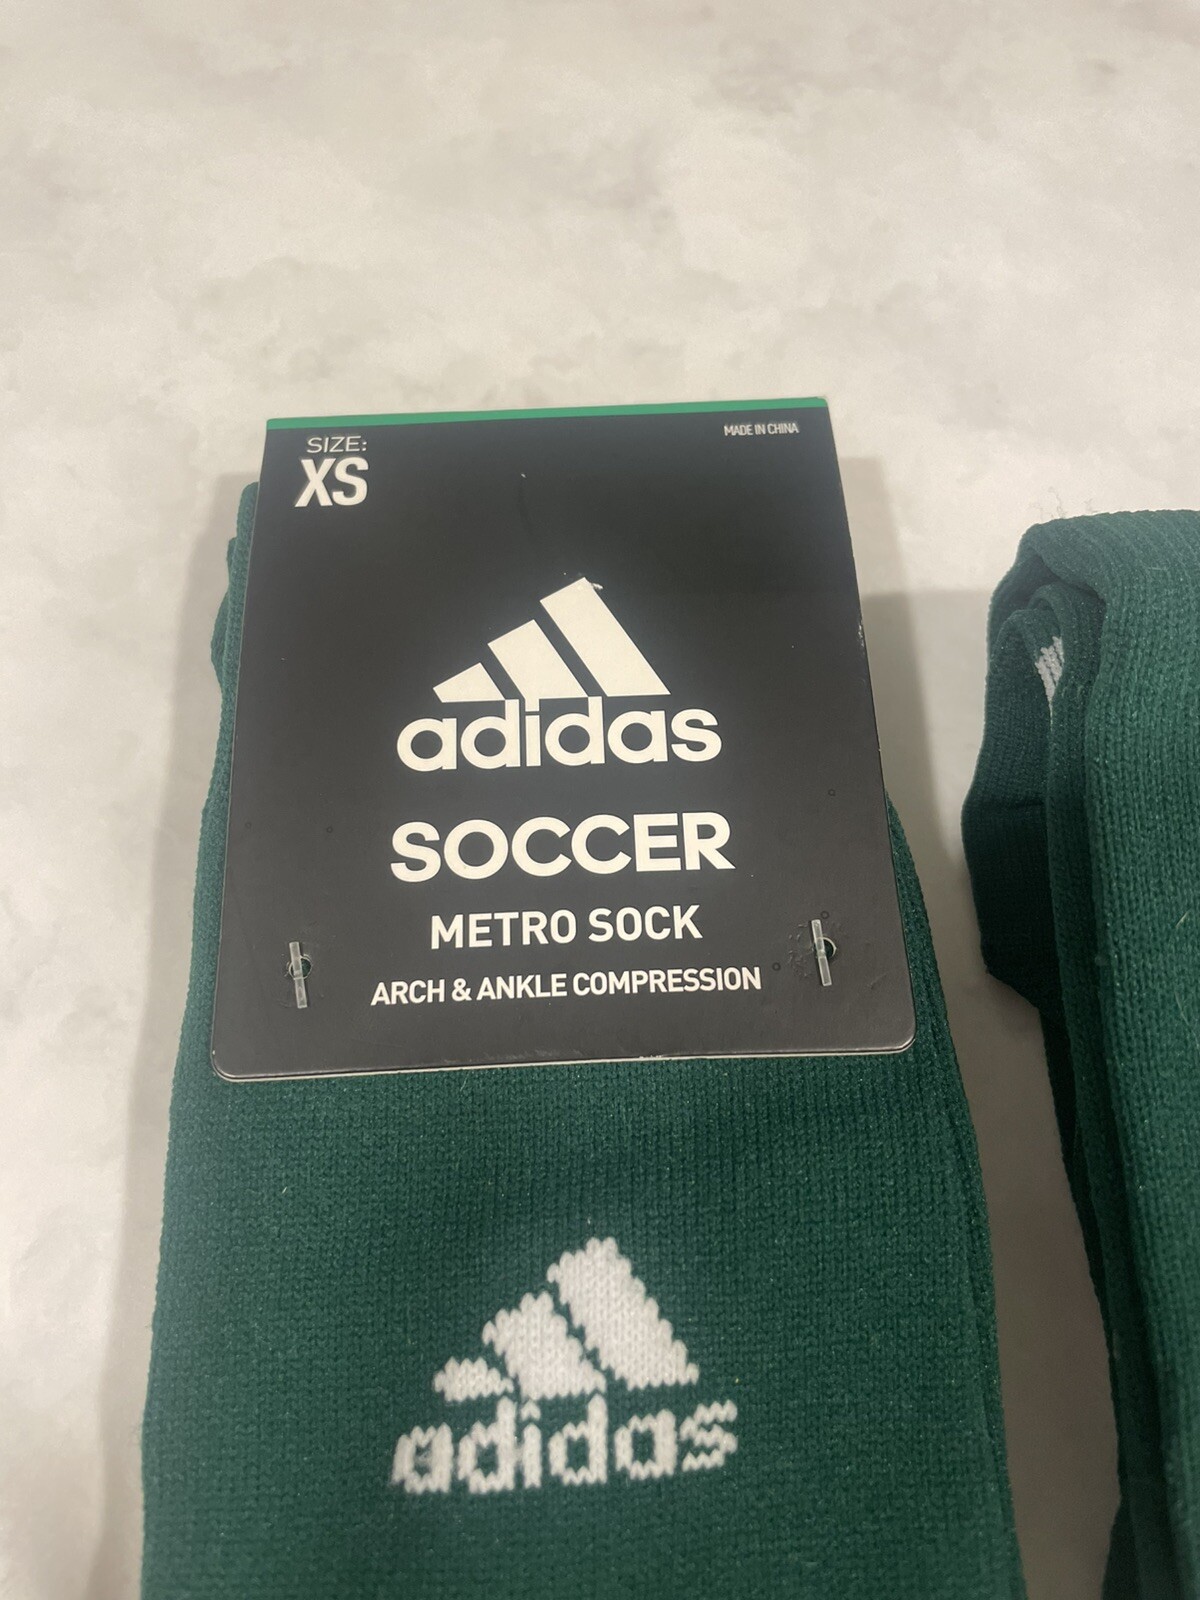 SIZE:
XS
MADE IN CHINA
adidas
SOCCER
METRO SOCK
ARCH & ANKLE COMPRESSION
adidas